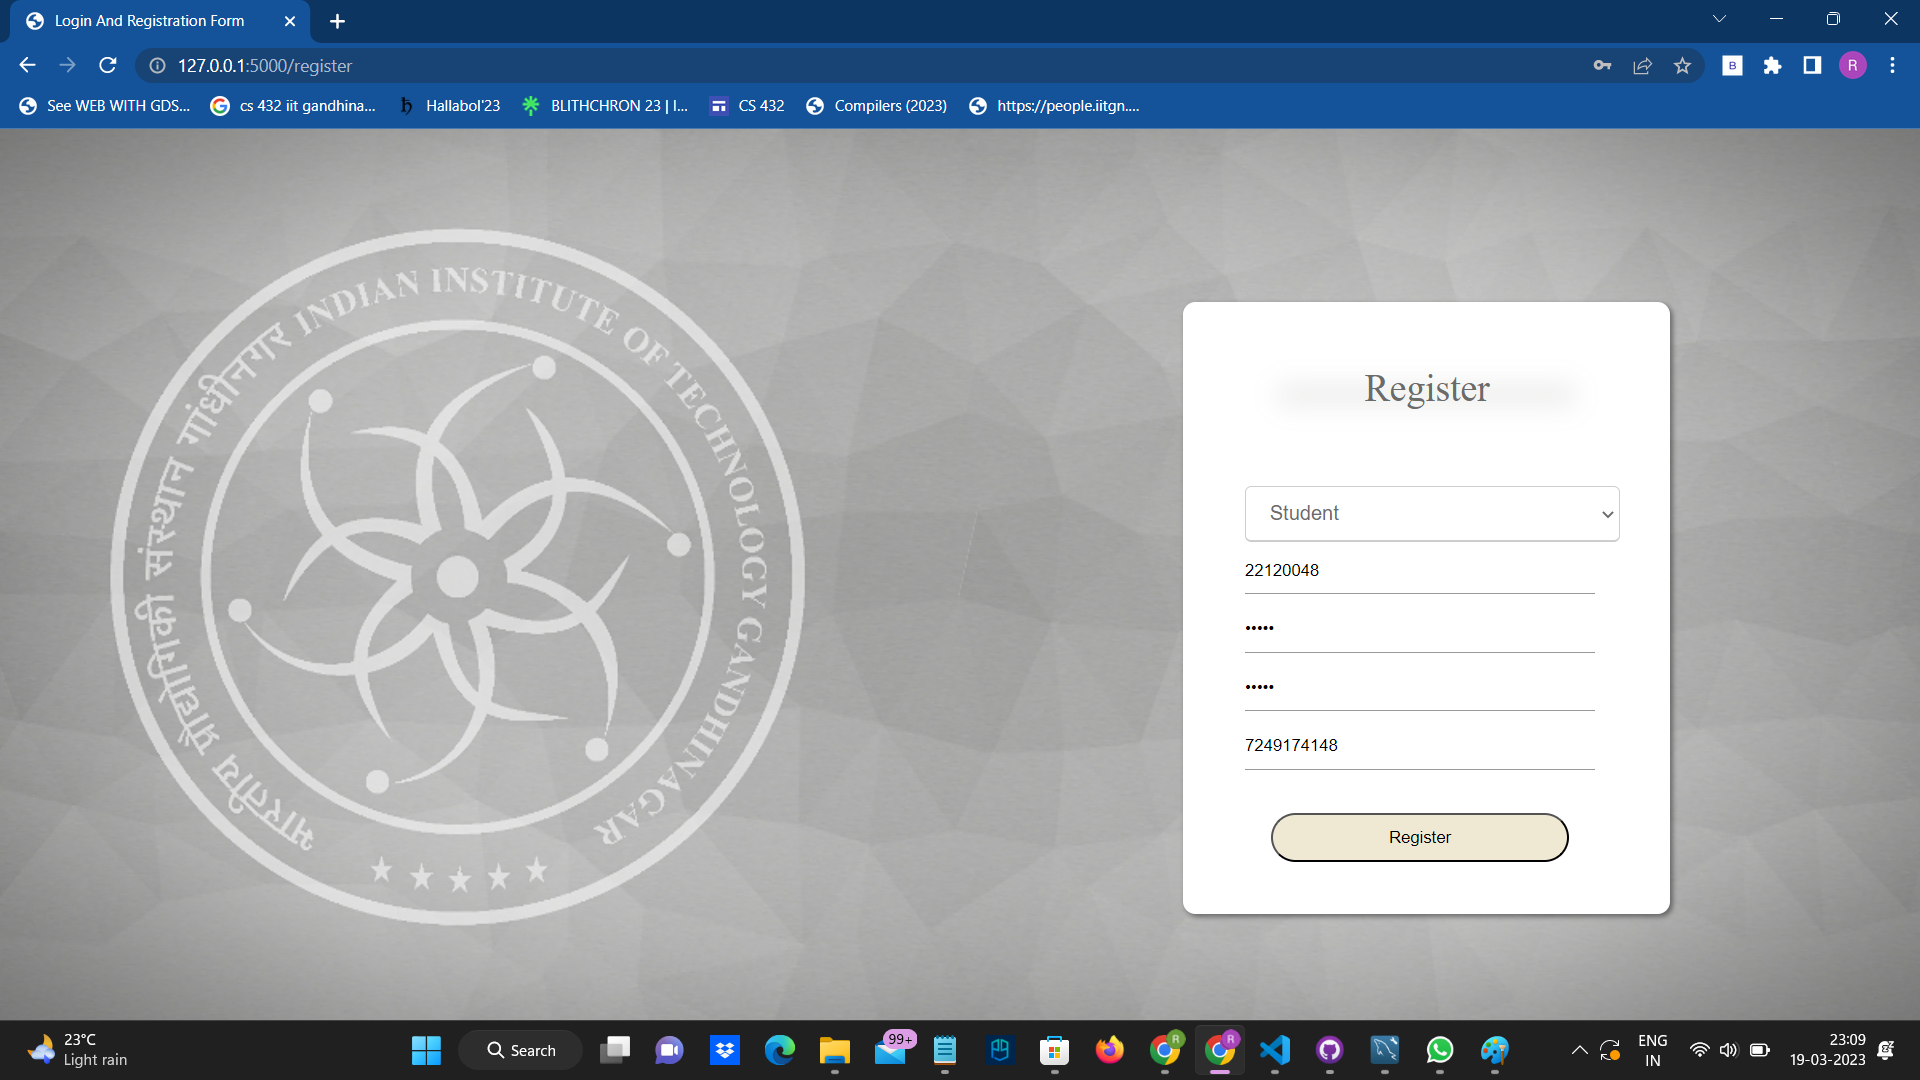 Login And Registration Form
127.0.0.1:5000/register
R
See WEB WITH GDS...
cs 432 iit gandhina...
Hallabol'23
BLITHCHRON 23 | I...
CS 432
Compilers (2023)
https://people.iitgn....
B
भारतीय प्रौद्योगिकी संस्थान गांधीनगर INDIAN INSTITUTE OF TECHNOLOGY GANDHINAGAR
Register
Student
22120048
•••••
•••••
7249174148
Register
23°C
Light rain
Search
99+
R
R
ENG
IN
23:09
19-03-2023